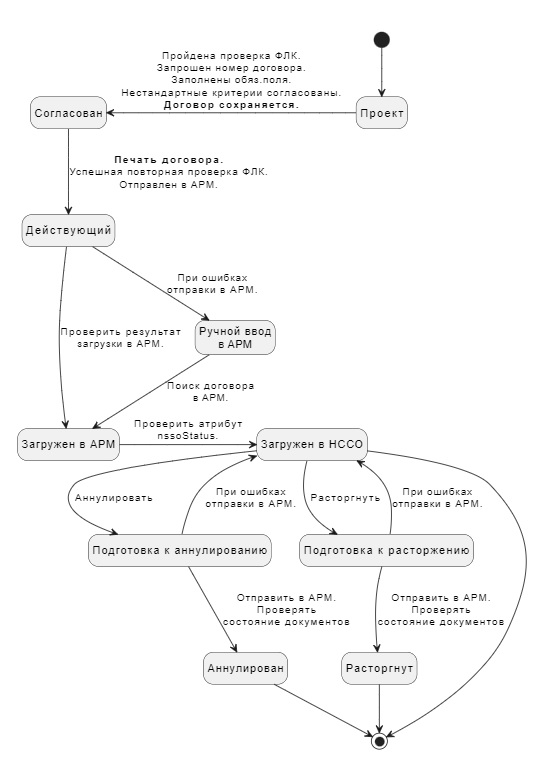 Пройдена проверка ФЛК.
Запрошен номер договора.
Заполнены обяз.поля.
Нестандартные критерии согласованы.
Договор сохраняется.
Согласован
Проект
Печать договора.
Успешная повторная проверка ФЛК.
Отправлен в АРМ.
Действующий
При ошибках
отправки в АРМ.
Проверить результат
загрузки в АРМ.
Ручной ввод
в АРМ
Поиск договора
в АРМ.
Проверить атрибут
nssoStatus.
Загружен в АРМ
Загружен в НССО
Аннулировать
При ошибках
отправки в АРМ.
Расторгнуть
При ошибках
отправки в АРМ.
Подготовка к аннулированию
Подготовка к расторжению
Отправить в АРМ.
Проверять
состояние документов
Отправить в АРМ.
Проверять
состояние документов
Аннулирован
Расторгнут